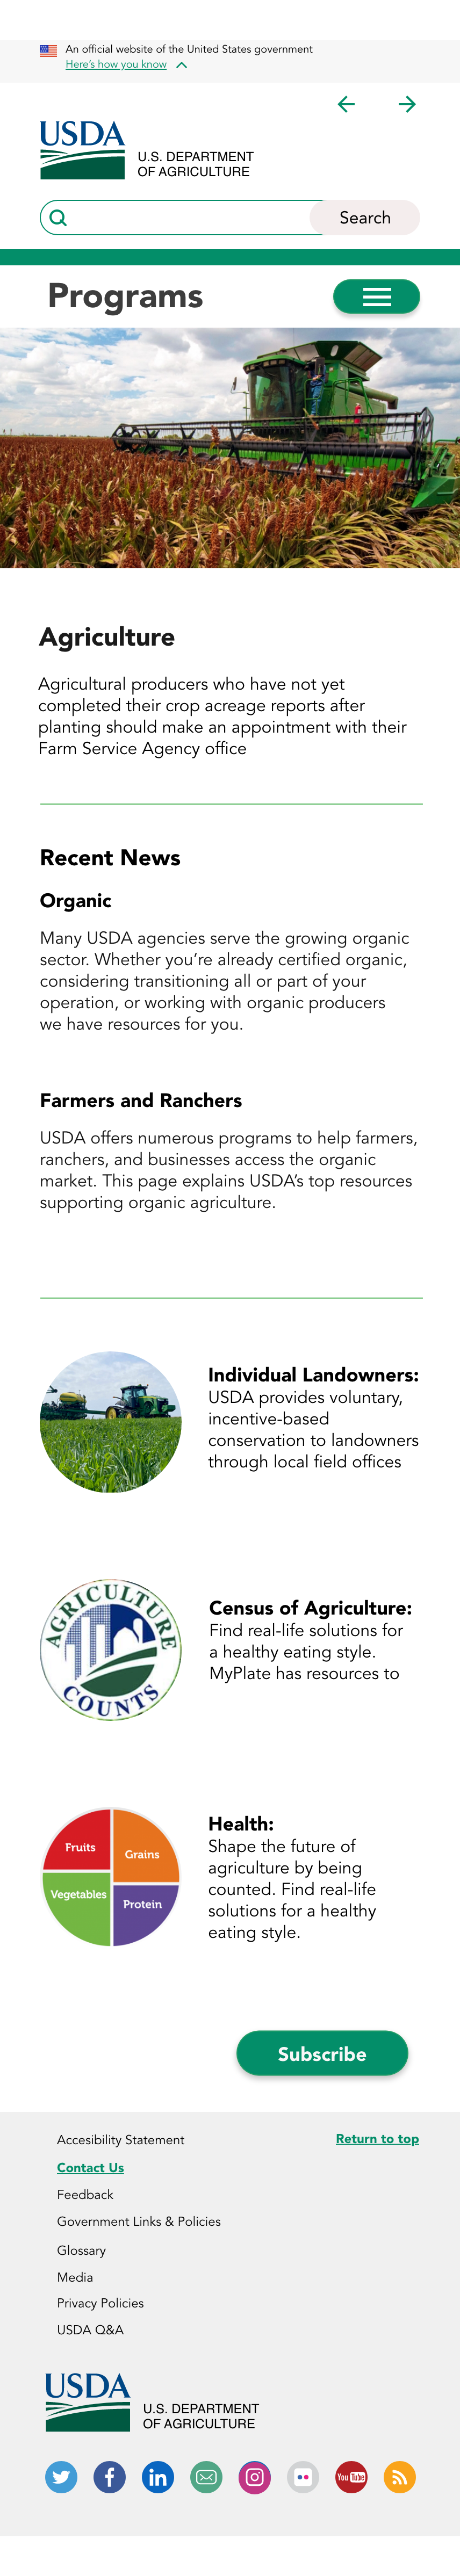 An official website of the United States government
Here's how you know
USDA
U.S. DEPARTMENT
OF AGRICULTURE
Search
Programs
Agriculture
Agricultural producers who have not yet
completed their crop acreage reports after
planting should make an appointment with their
Farm Service Agency office
Recent News
Organic
Many USDA agencies serve the growing organic
sector. Whether you're already certified organic,
considering transitioning all or part of your
operation, or working with organic producers
we have resources for you.
Farmers and Ranchers
USDA offers numerous programs to help farmers,
ranchers, and businesses access the organic
market. This page explains USDA's top resources
supporting organic agriculture.
Individual Landowners:
USDA provides voluntary,
incentive-based
conservation to landowners
through local field offices
AGRICULTURE
COUNTS
Census of Agriculture:
Find real-life solutions for
a healthy eating style.
MyPlate has resources to
Fruits
Grains
Vegetables
Protein
Health:
Shape the future of
agriculture by being
counted. Find real-life
solutions for a healthy
eating style.
Subscribe
Accesibility Statement
Return to top
Contact Us
Feedback
Government Links & Policies
Glossary
Media
Privacy Policies
USDA Q&A
USDA
U.S. DEPARTMENT
OF AGRICULTURE
You Tube